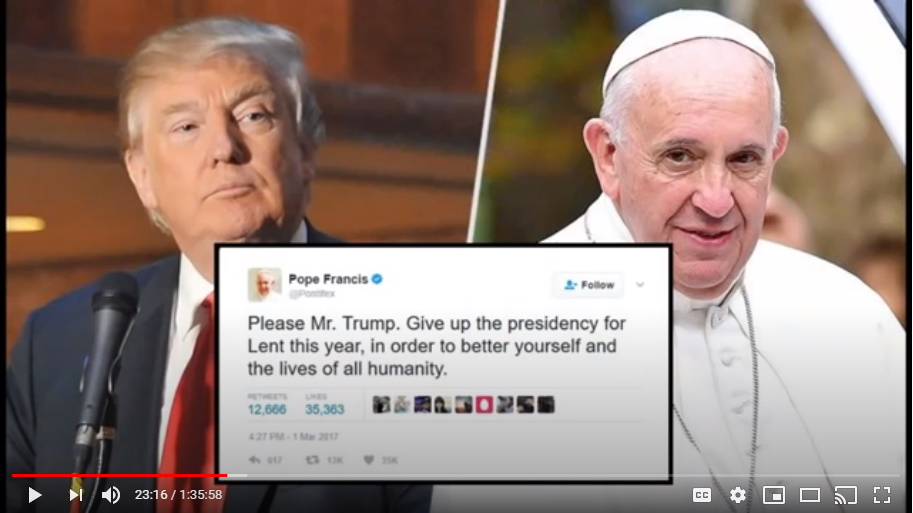 Pope Francis
@Pontifex
Follow
Please Mr. Trump. Give up the presidency for
Lent this year, in order to better yourself and
the lives of all humanity.
RETWEETS LIKES
12,666 35,363
4:27 PM - 1 Mar 2017
617 13K 35K
23:16 / 1:35:58
CC